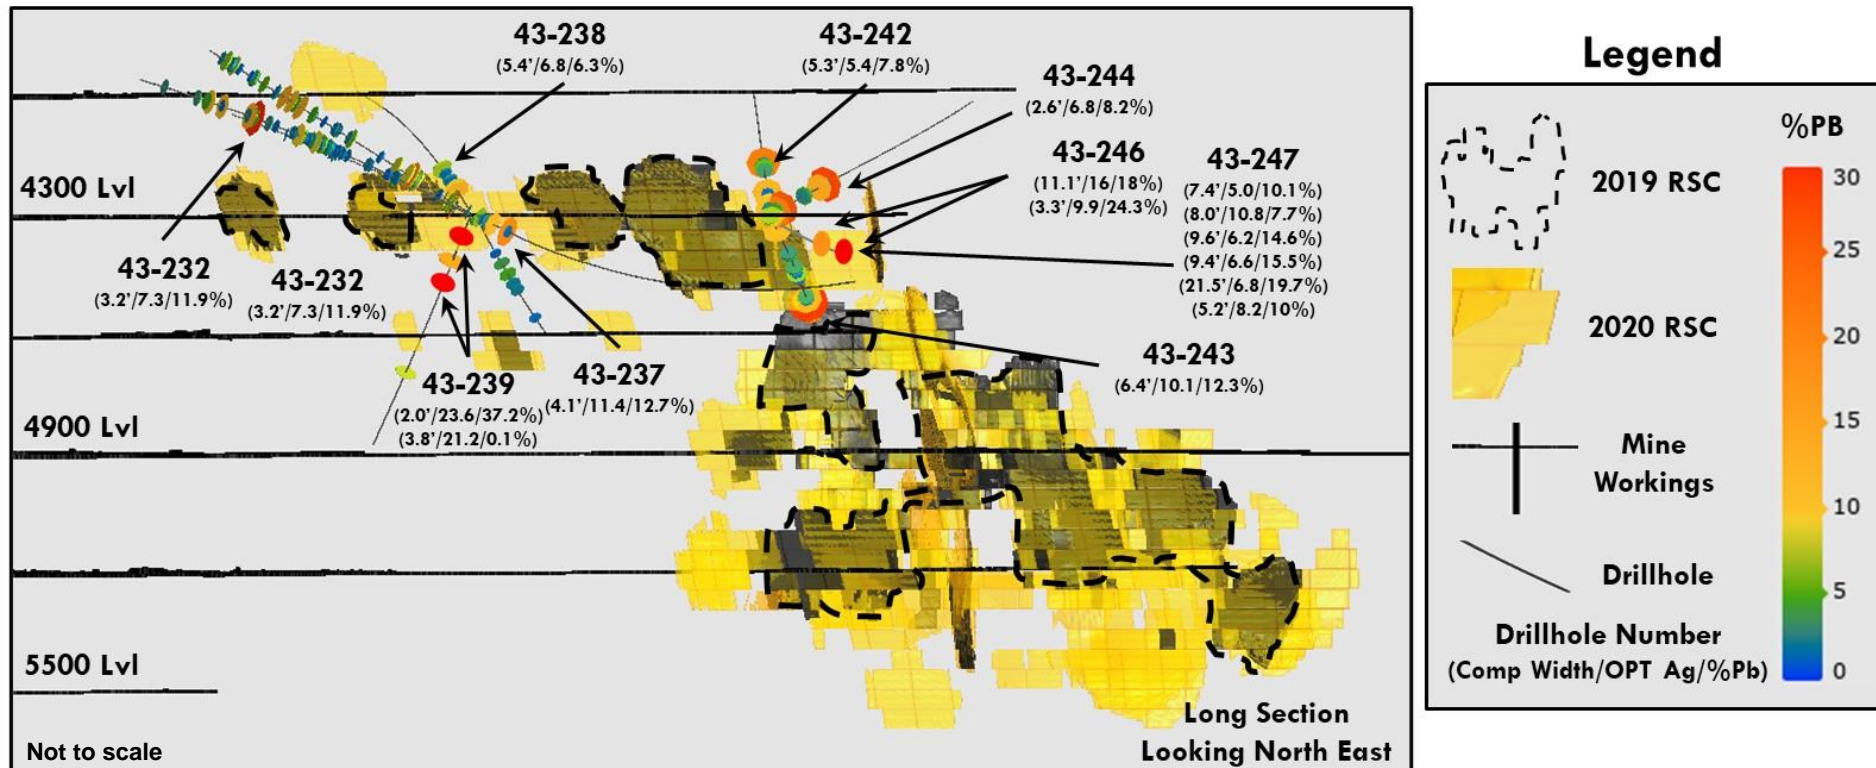 43-238
(5.4'/6.8/6.3%)
43-242
(5.3'/5.4/7.8%)
43-244
(2.6'/6.8/8.2%)
43-246
(11.1'/16/18%)
(3.3'/9.9/24.3%)
43-247
(7.4'/5.0/10.1%)
(8.0'/10.8/7.7%)
(9.6'/6.2/14.6%)
(9.4'/6.6/15.5%)
(21.5'/6.8/19.7%)
(5.2'/8.2/10%)
4300 Lvl
43-232
(3.2'/7.3/11.9%)
43-232
(3.2'/7.3/11.9%)
43-239
(2.0'/23.6/37.2%)
(3.8'/21.2/0.1%)
43-237
(4.1'/11.4/12.7%)
43-243
(6.4'/10.1/12.3%)
4900 Lvl
5500 Lvl
Not to scale
Long Section
Looking North East
Legend
2019 RSC
2020 RSC
Mine
Workings
Drillhole
Drillhole Number
(Comp Width/OPT Ag/%Pb)
%PB
30
25
20
15
10
5
0